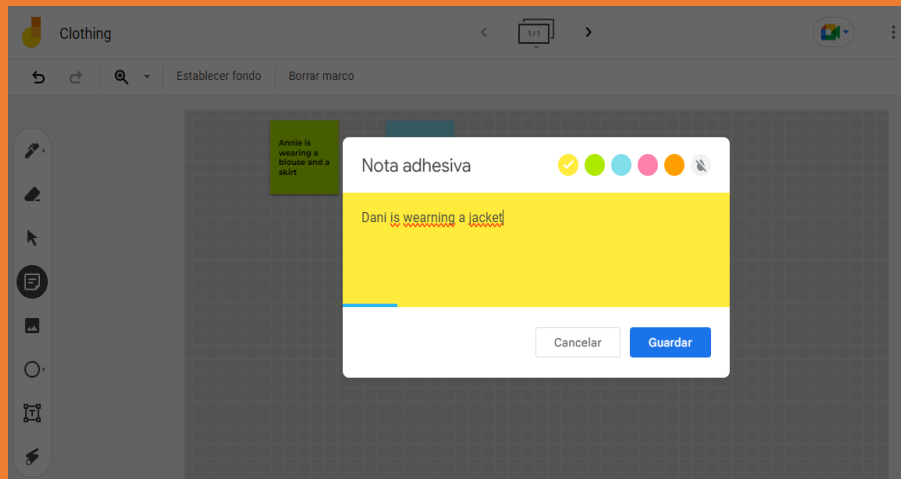 Clothing
1/1
Establecer fondo Borrar marco
Annie is
wearing a
blouse and a
skirt
Nota adhesiva
Dani is wearning a jacket
Cancelar Guardar